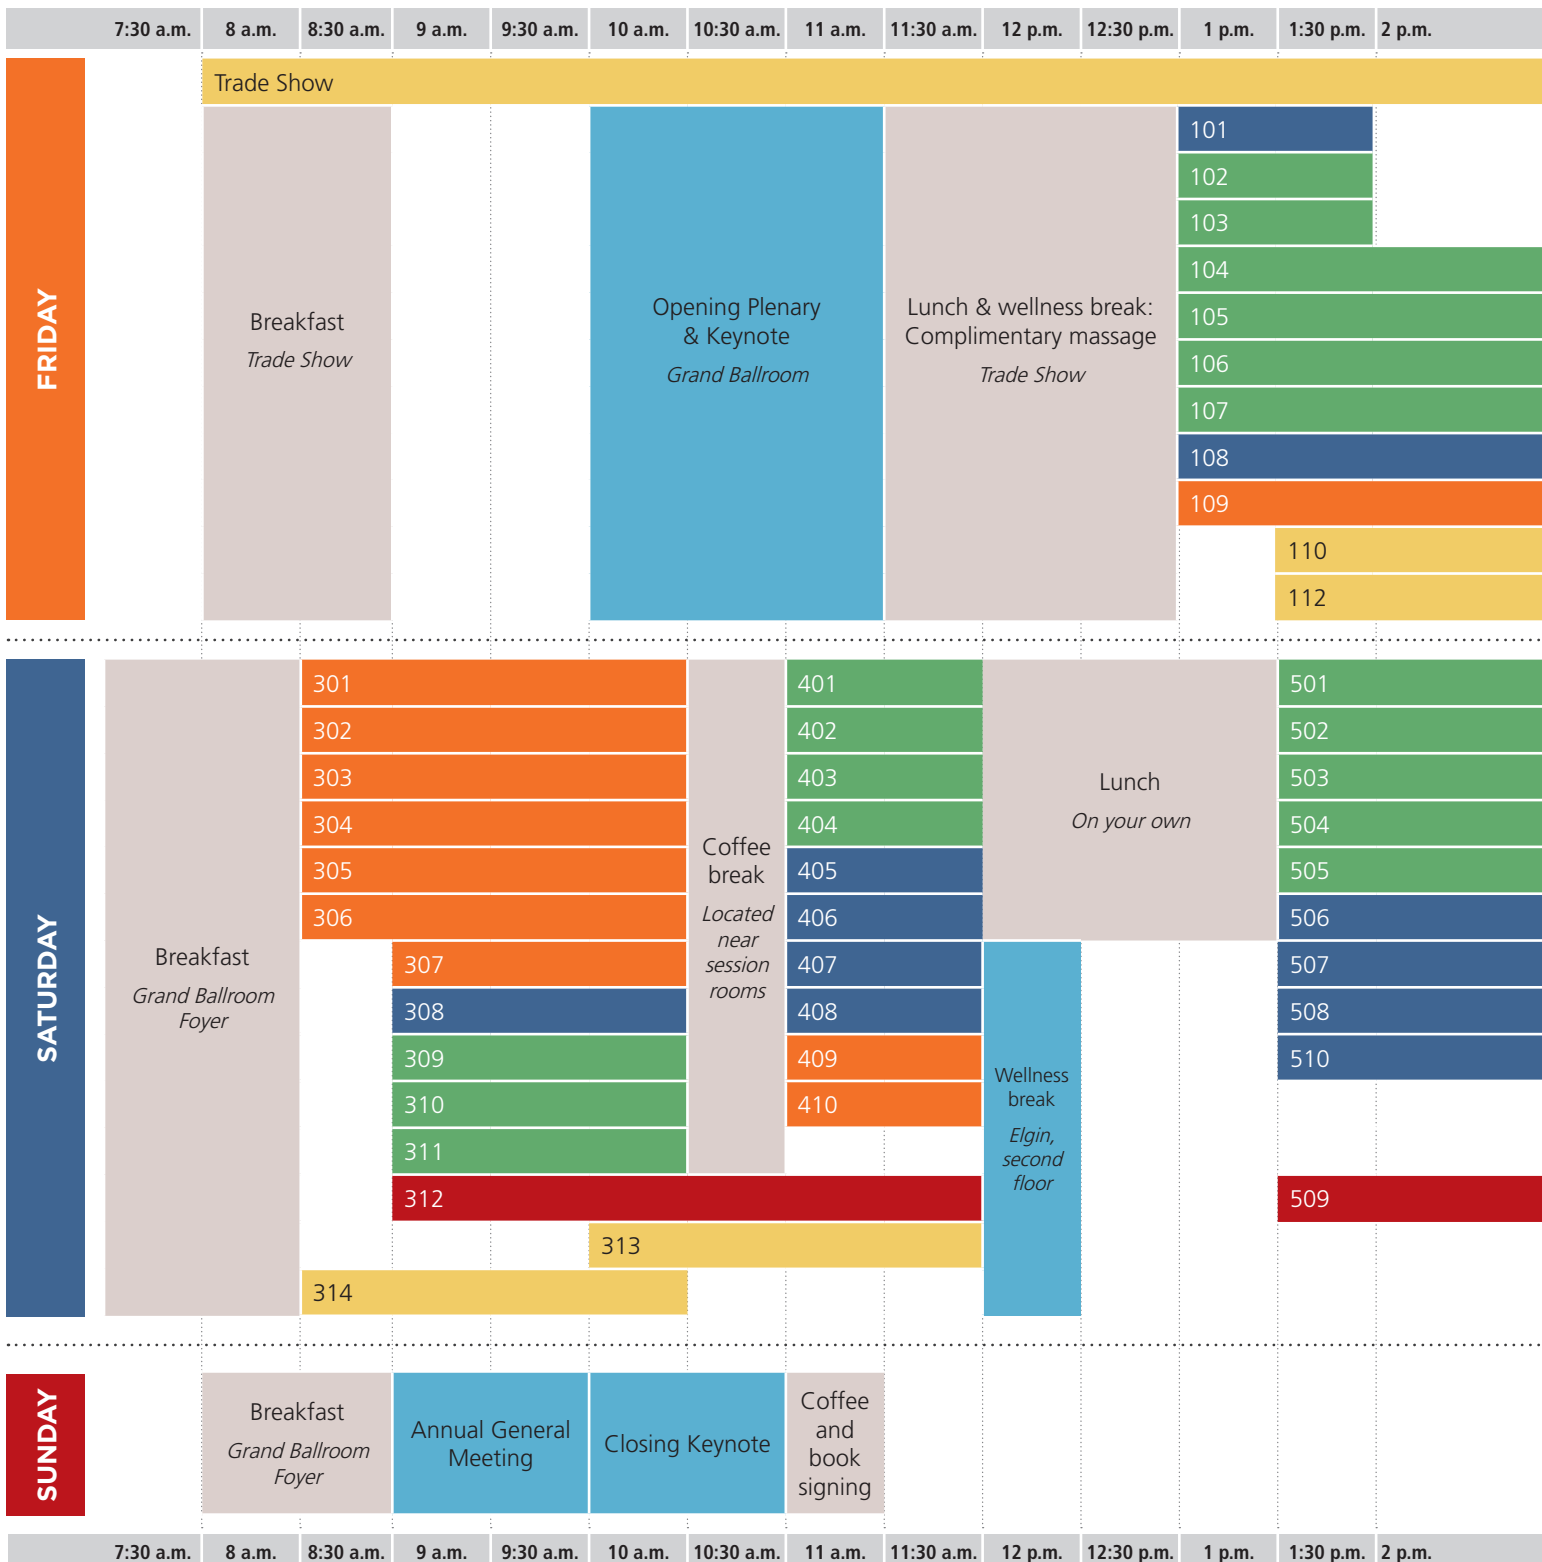 7:30 a.m. 8 a.m. 8:30 a.m. 9 a.m. 9:30 a.m. 10 a.m. 10:30 a.m. 11 a.m. 11:30 a.m. 12 p.m. 12:30 p.m. 1 p.m. 1:30 p.m. 2 p.m.
FRIDAY
Trade Show
Breakfast
Trade Show
Opening Plenary
& Keynote
Grand Ballroom
Lunch & wellness break:
Complimentary massage
Trade Show
101
102
103
104
105
106
107
108
109
110
112
SATURDAY
Breakfast
Grand Ballroom
Foyer
301
302
303
304
305
306
307
308
309
310
311
312
313
314
Coffee
break
Located
near
session
rooms
401
402
403
404
405
406
407
408
409
410
Lunch
On your own
Wellness
break
Elgin,
second
floor
501
502
503
504
505
506
507
508
510
509
SUNDAY
Breakfast
Grand Ballroom
Foyer
Annual General
Meeting
Closing Keynote
Coffee
and
book
signing
7:30 a.m. 8 a.m. 8:30 a.m. 9 a.m. 9:30 a.m. 10 a.m. 10:30 a.m. 11 a.m. 11:30 a.m. 12 p.m. 12:30 p.m. 1 p.m. 1:30 p.m. 2 p.m.